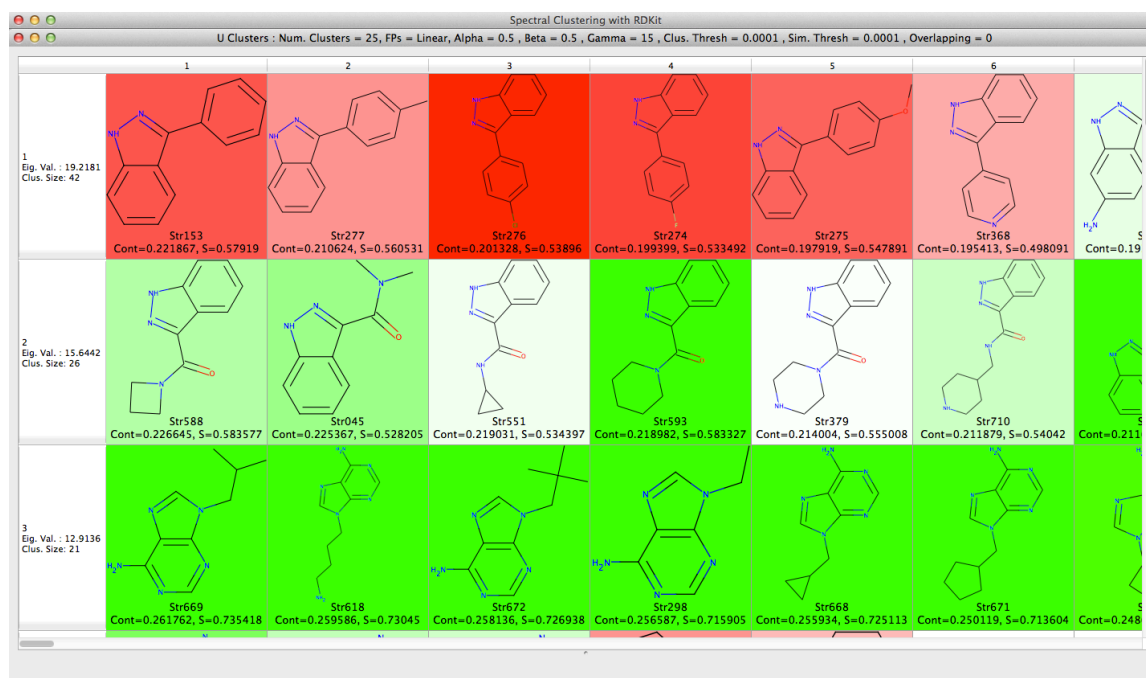 Spectral Clustering with RDKit
U Clusters : Num. Clusters = 25, FPs = Linear, Alpha = 0.5 , Beta = 0.5 , Gamma = 15 , Clus. Thresh = 0.0001 , Sim. Thresh = 0.0001 , Overlapping = 0
1 2 3 4 5 6
1
Eig. Val. : 19.2181
Clus. Size: 42
Str153 Str277 Str276 Str274 Str275 Str368
Cont=0.221867, S=0.57919 Cont=0.210624, S=0.560531 Cont=0.201328, S=0.53896 Cont=0.199399, S=0.533492 Cont=0.197919, S=0.547891 Cont=0.195413, S=0.498091 Cont=0.19
2
Eig. Val. : 15.6442
Clus. Size: 26
Str588 Str045 Str551 Str593 Str379 Str710
Cont=0.226645, S=0.583577 Cont=0.225367, S=0.528205 Cont=0.219031, S=0.534397 Cont=0.218982, S=0.583327 Cont=0.214004, S=0.555008 Cont=0.211879, S=0.54042
3
Eig. Val. : 12.9136
Clus. Size: 21
Str669 Str618 Str672 Str298 Str668 Str671
Cont=0.261762, S=0.735418 Cont=0.259586, S=0.73045 Cont=0.258136, S=0.726938 Cont=0.256587, S=0.715905 Cont=0.255934, S=0.725113 Cont=0.250119, S=0.713604